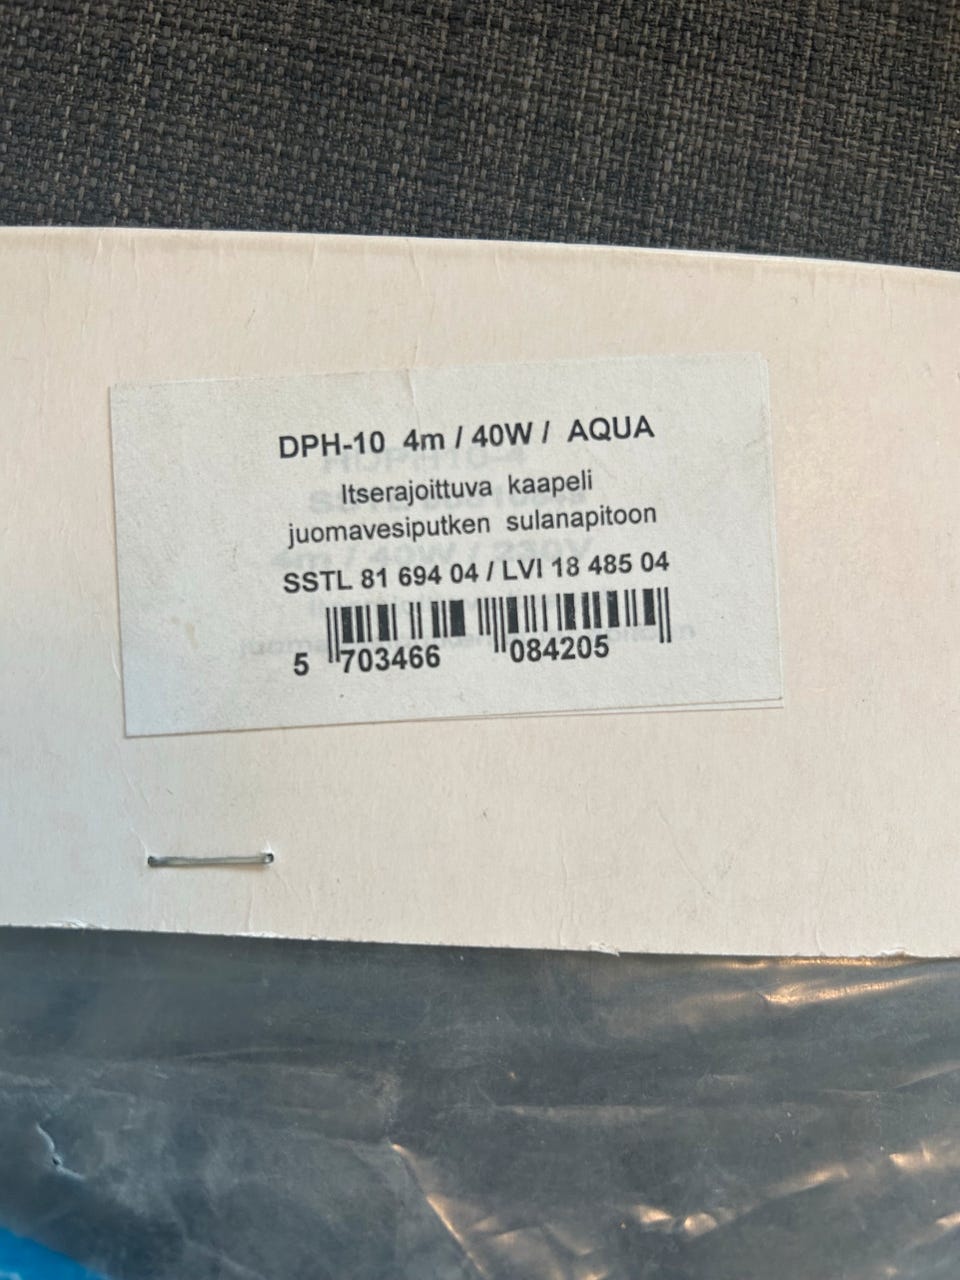 DPH-10 4m / 40W / AQUA
Itserajoittuva kaapeli
juomavesiputken sulanapitoon
SSTL 81 694 04 / LVI 18 485 04
5 703466 084205